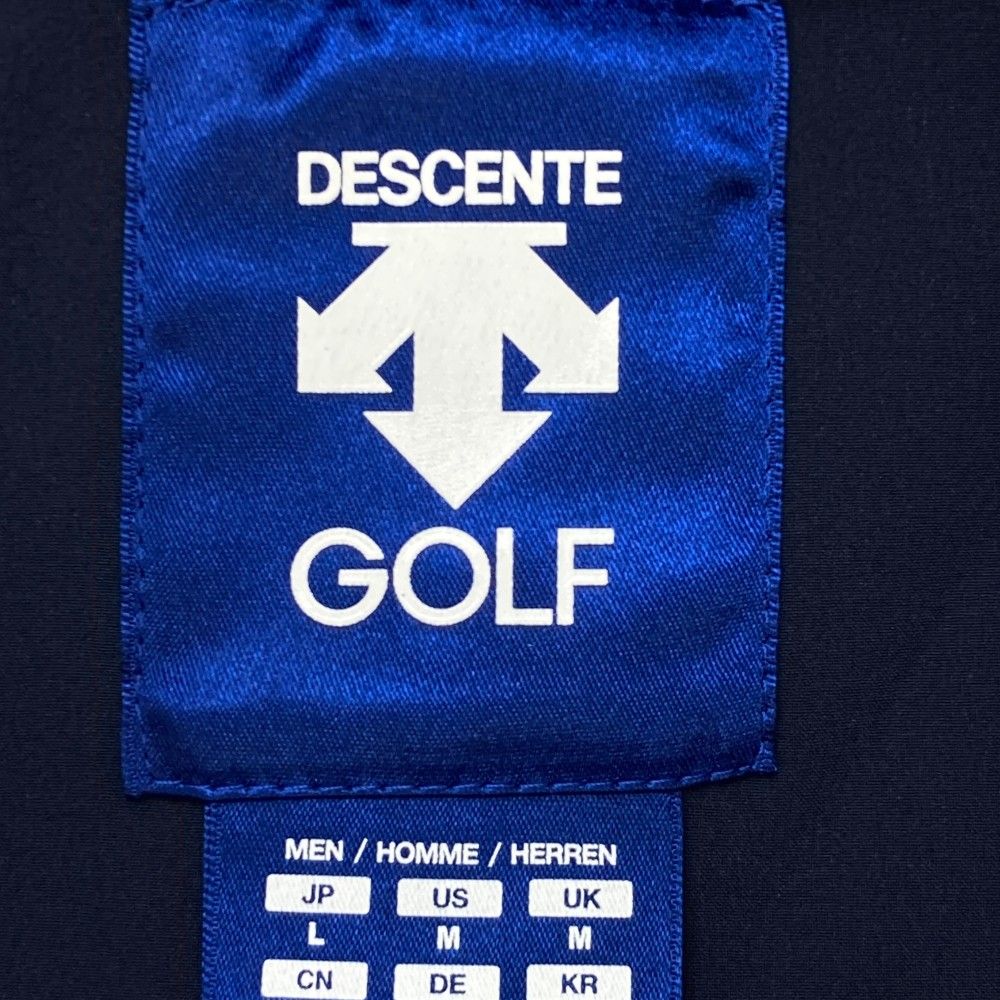 DESCENTE
GOLF
MEN / HOMME / HERREN
JP US UK
L M M
CN DE KR